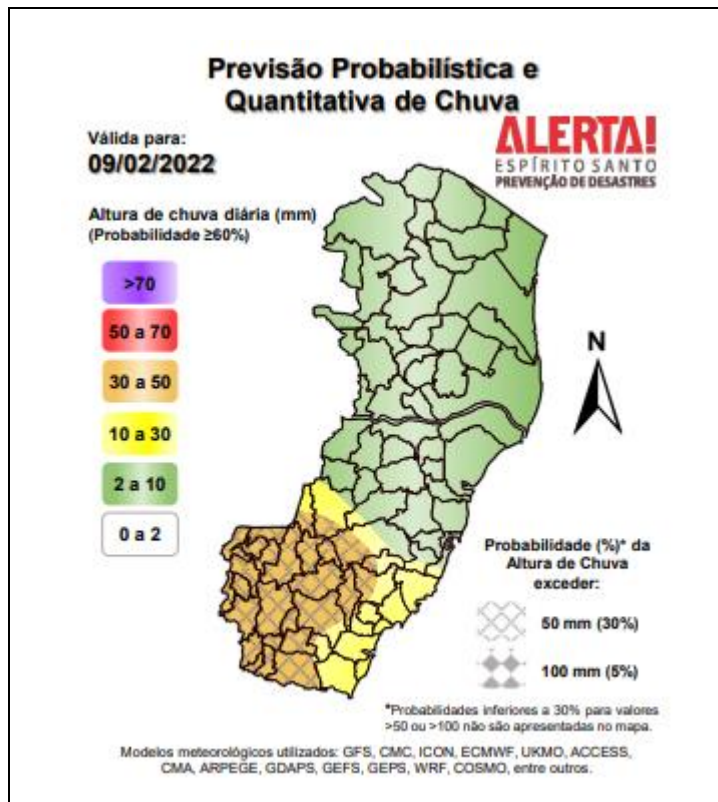 Previsão Probabilística e
Quantitativa de Chuva
Válida para:
09/02/2022
ALERTA!
ESPÍRITO SANTO
PREVENÇÃO DE DESASTRES
Altura de chuva diária (mm)
(Probabilidade ≥60%)
>70
50 a 70
30 a 50
10 a 30
2 a 10
0 a 2
N
Probabilidade (%)* da
Altura de Chuva
exceder:
50 mm (30%)
100 mm (5%)
*Probabilidades inferiores a 30% para valores
>50 ou >100 não são apresentadas no mapa.
Modelos meteorológicos utilizados: GFS, CMC, ICON, ECMWF, UKMO, ACCESS,
CMA, ARPEGE, GDAPS, GEFS, GEPS, WRF, COSMO, entre outros.